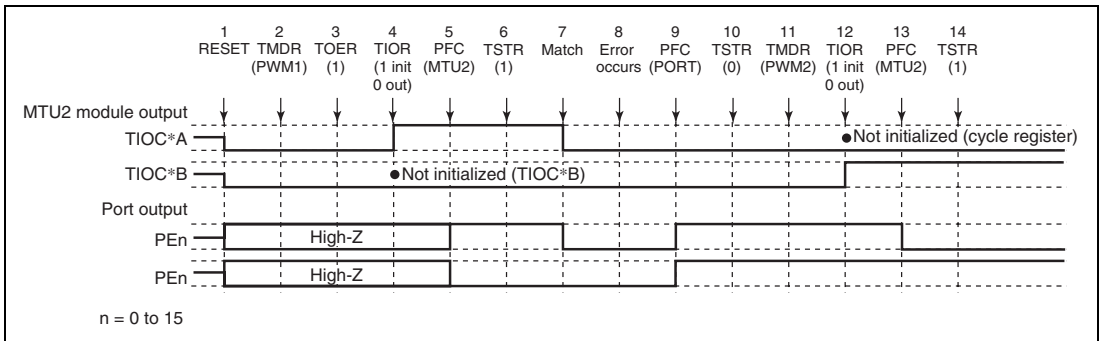 1 2 3 4 5 6 7 8 9 10 11 12 13 14
RESET TMDR TOER TIOR PFC TSTR Match Error PFC TSTR TMDR TIOR PFC TSTR
(PWM1) (1) (1 init (MTU2) (1) occurs (PORT) (0) (PWM2) (1 init (MTU2) (1)
0 out) 0 out)
MTU2 module output
TIOC*A ●Not initialized (cycle register)
TIOC*B ●Not initialized (TIOC*B)
Port output
PEn High-Z
PEn High-Z
n = 0 to 15